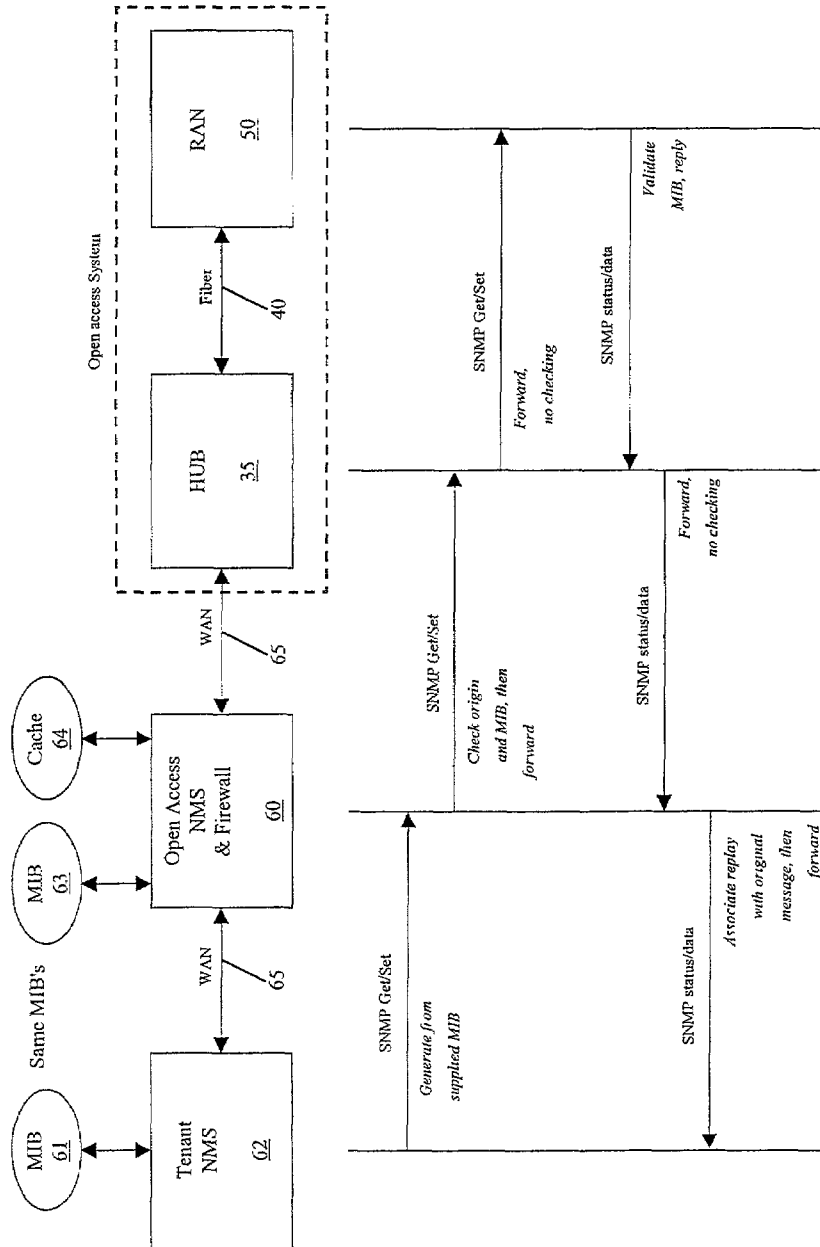 Same MIB's
MIB
61
MIB
63
Cache
64
Tenant
NMS
62
WAN
65
Open Access
NMS
& Firewall
60
WAN
65
Open access System
HUB
35
Fiber
40
RAN
50
SNMP Get/Set
Generate from
supplied MIB
SNMP Get/Set
Check origin
and MIB, then
forward
SNMP Get/Set
Forward,
no checking
SNMP status/data
Validate
MIB, reply
SNMP status/data
Forward,
no checking
SNMP status/data
Associate replay
with original
message, then
forward